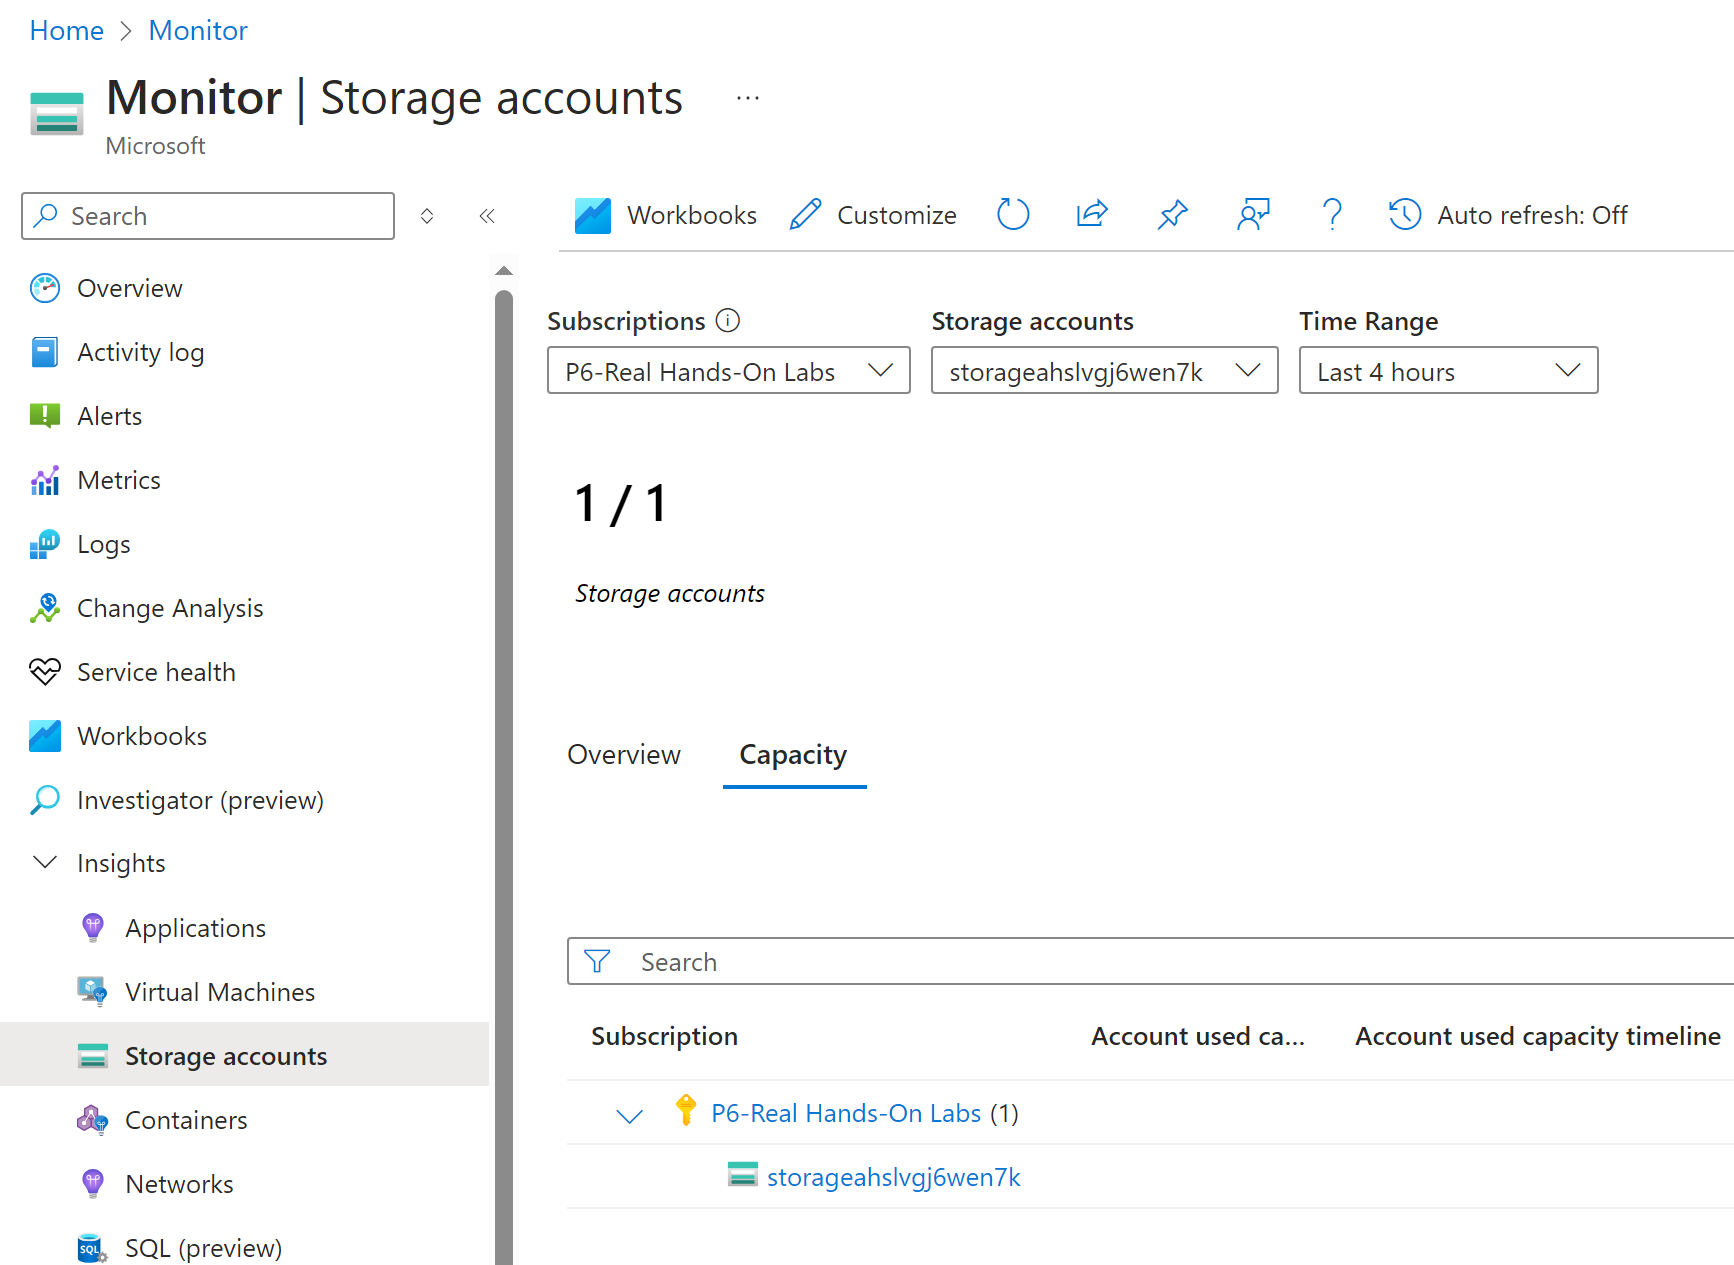 Home > Monitor
Monitor | Storage accounts ...
Microsoft
Search
Overview
Activity log
Alerts
Metrics
Logs
Change Analysis
Service health
Workbooks
Investigator (preview)
Insights
Applications
Virtual Machines
Storage accounts
Containers
Networks
SQL
SQL (preview)
Workbooks Customize Auto refresh: Off
Subscriptions Storage accounts Time Range
P6-Real Hands-On Labs storageahslvgj6wen7k Last 4 hours
1 / 1
Storage accounts
Overview Capacity
Search
Subscription Account used ca... Account used capacity timeline
P6-Real Hands-On Labs (1)
storageahslvgj6wen7k